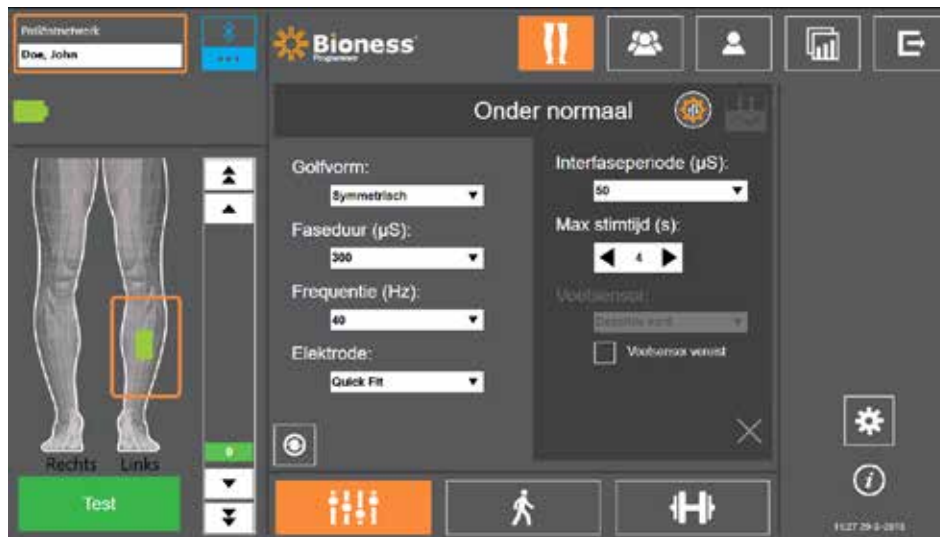 Doe, John
Bioness
Programmer
Onder normaal
Golfvorm:
Symmetrisch
Faseduur (µS):
300
Frequentie (Hz):
40
Elektrode:
Quick Fit
Interfaseperiode (µS):
50
Max stimtijd (s):
4
Voetsensor:
Voetsensor vereist
Rechts Links
0
Test